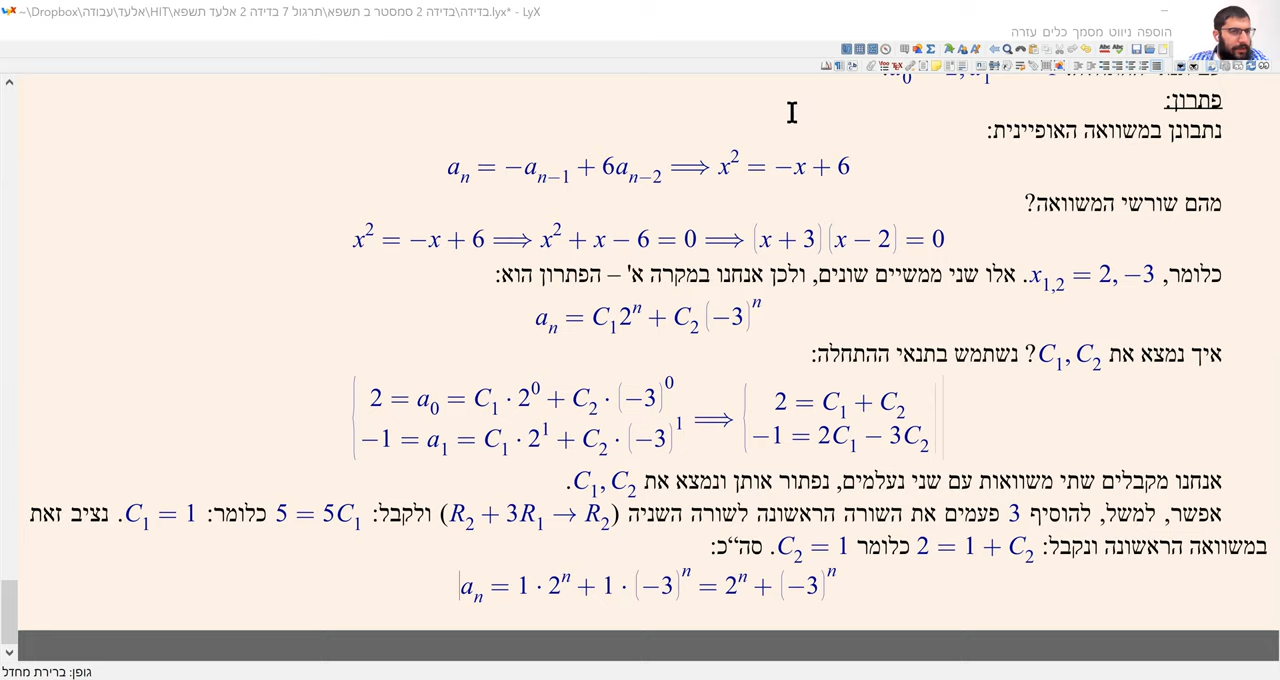 ~\Dropbox\עבודה\אלעד\HIT\תרגול 7 בדידה 2 אלעד תשפא\בדידה 2 סמסטר ב תשפא\בדידה.lyx* - LyX
הוספה ניווט מסמך כלים עזרה
פתרון:
נתבונן במשוואה האופיינית:
a_n = -a_{n-1} + 6a_{n-2} ⟹ x^2 = -x + 6
מהם שורשי המשוואה?
x^2 = -x + 6 ⟹ x^2 + x - 6 = 0 ⟹ (x + 3)(x - 2) = 0
כלומר, x_{1,2} = 2, -3. אלו שני ממשיים שונים, ולכן אנחנו במקרה א' – הפתרון הוא:
a_n = C_1 2^n + C_2 (-3)^n
איך נמצא את C_1, C_2? נשתמש בתנאי ההתחלה:
{ 2 = a_0 = C_1 · 2^0 + C_2 · (-3)^0 ⟹ { 2 = C_1 + C_2
-1 = a_1 = C_1 · 2^1 + C_2 · (-3)^1 -1 = 2C_1 - 3C_2
אנחנו מקבלים שתי משוואות עם שני נעלמים, נפתור אותן ונמצא את C_1, C_2.
אפשר, למשל, להוסיף 3 פעמים את השורה הראשונה לשורה השניה (R_2 + 3R_1 → R_2) ולקבל: 5 = 5C_1 כלומר: C_1 = 1. נציב זאת
במשוואה הראשונה ונקבל: 2 = 1 + C_2 כלומר C_2 = 1. סה“כ:
a_n = 1 · 2^n + 1 · (-3)^n = 2^n + (-3)^n
גופן: ברירת מחדל